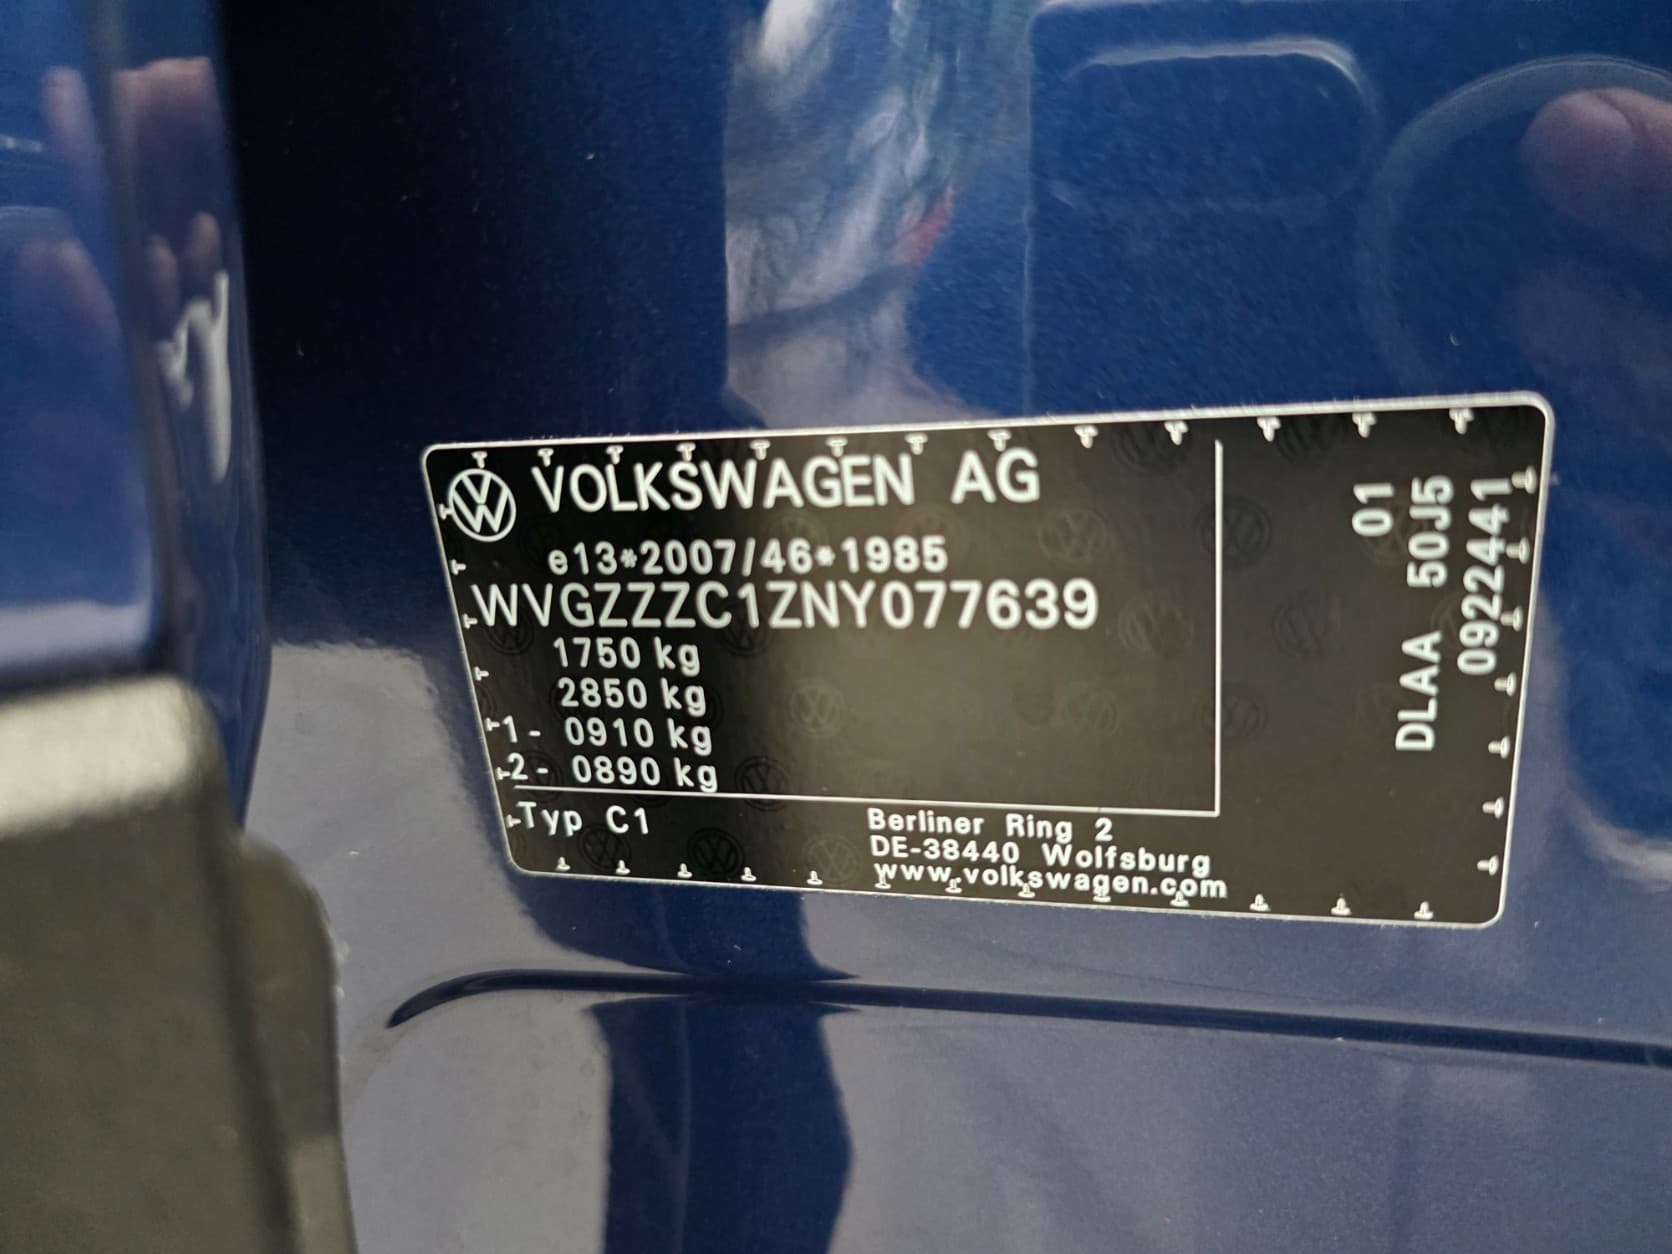 VOLKSWAGEN AG
e13*2007/46*1985
WVGZZZC1ZNY077639
1750 kg
2850 kg
1- 0910 kg
2- 0890 kg
Typ C1
Berliner Ring 2
DE-38440 Wolfsburg
www.volkswagen.com
01
DLAA 50J5
0922441